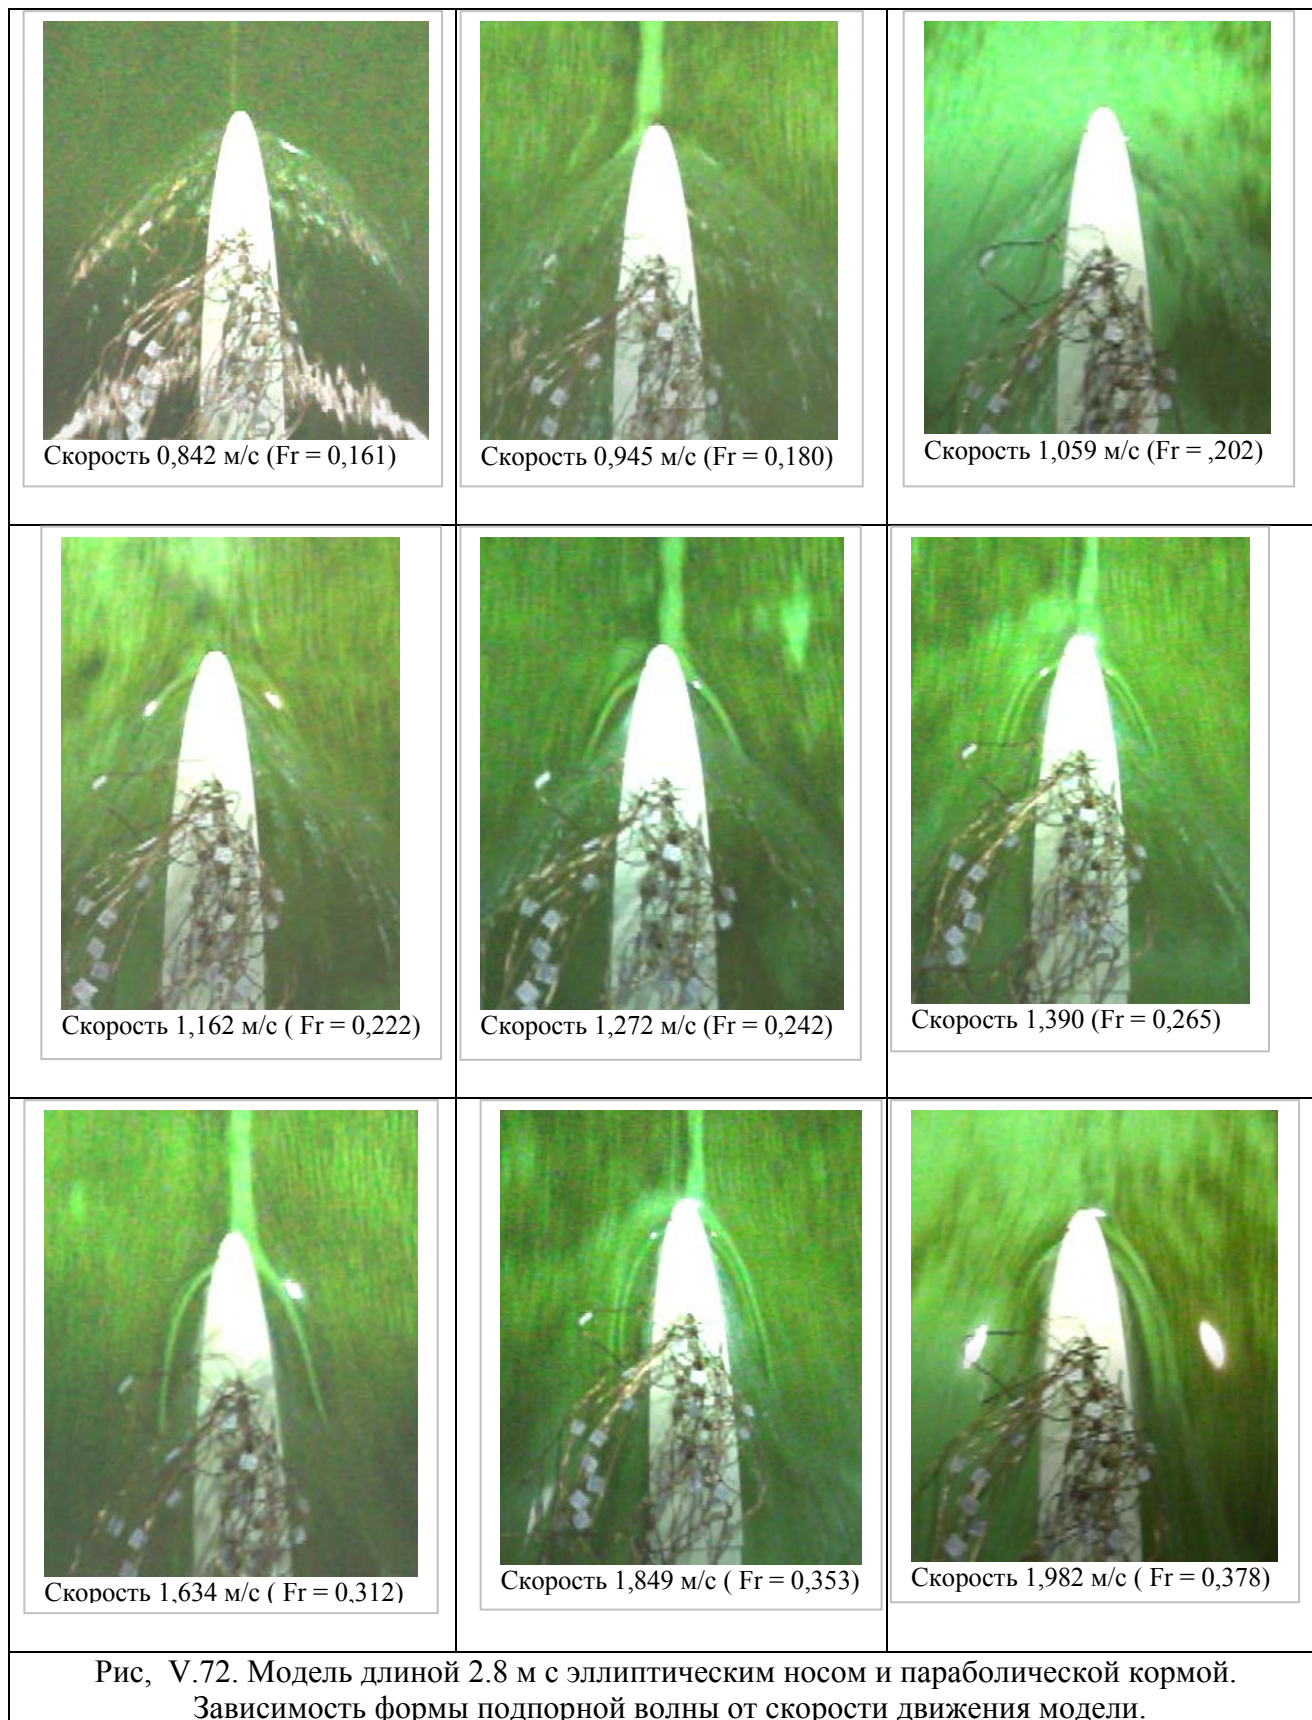 Скорость 0,842 м/с (Fr = 0,161)
Скорость 0,945 м/с (Fr = 0,180)
Скорость 1,059 м/с (Fr = ,202)
Скорость 1,162 м/с ( Fr = 0,222)
Скорость 1,272 м/с (Fr = 0,242)
Скорость 1,390 (Fr = 0,265)
Скорость 1,634 м/с ( Fr = 0,312)
Скорость 1,849 м/с ( Fr = 0,353)
Скорость 1,982 м/с ( Fr = 0,378)
Рис, V.72. Модель длиной 2.8 м с эллиптическим носом и параболической кормой.
Зависимость формы подпорной волны от скорости движения модели.